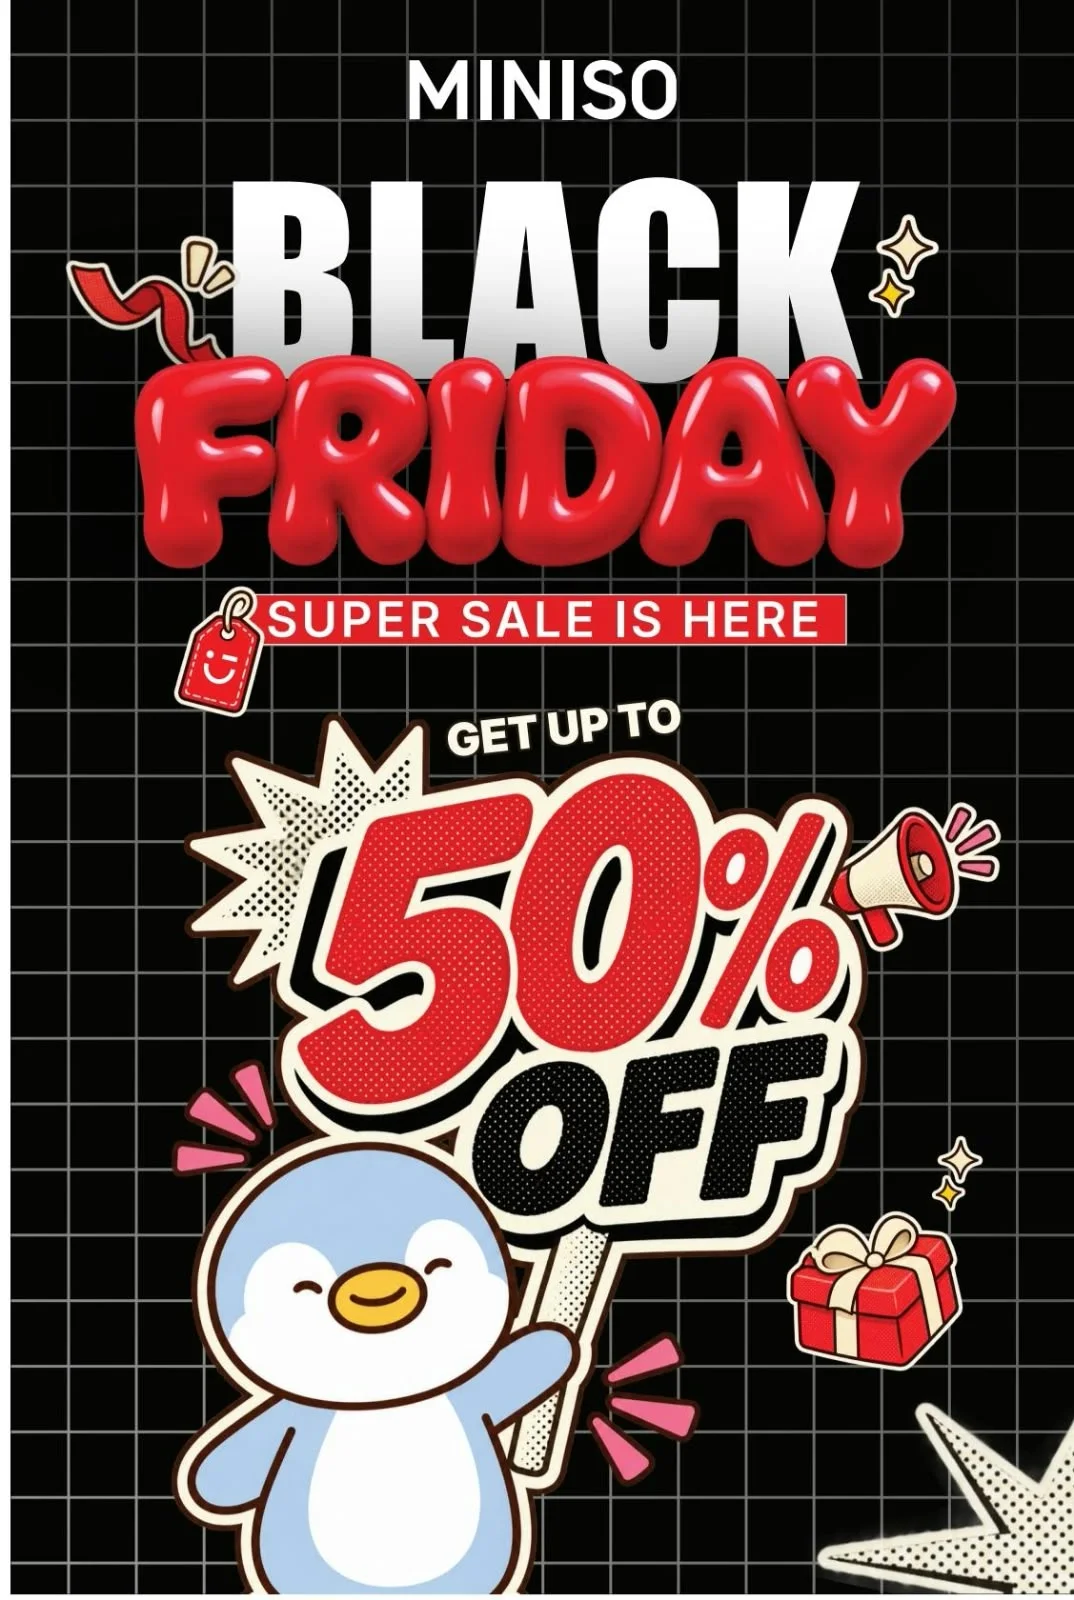 MINISO
BLACK
FRIDAY
SUPER SALE IS HERE
GET UP TO
50%
OFF